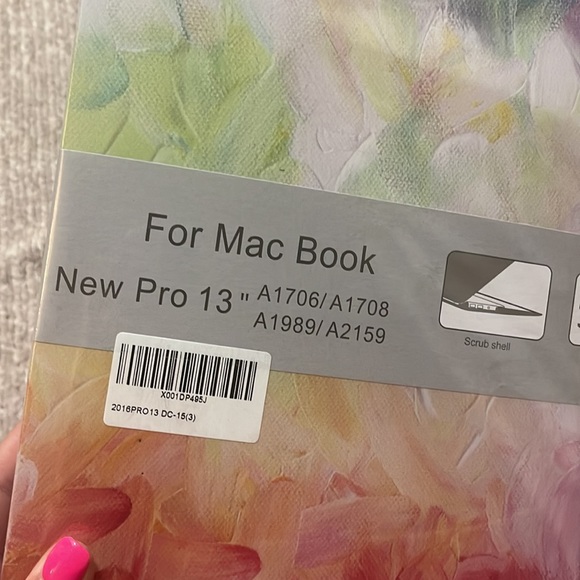 For Mac Book
New Pro 13" A1706/A1708
A1989/A2159
Scrub shell
X001DP495J
2016PRO13 DC-15(3)